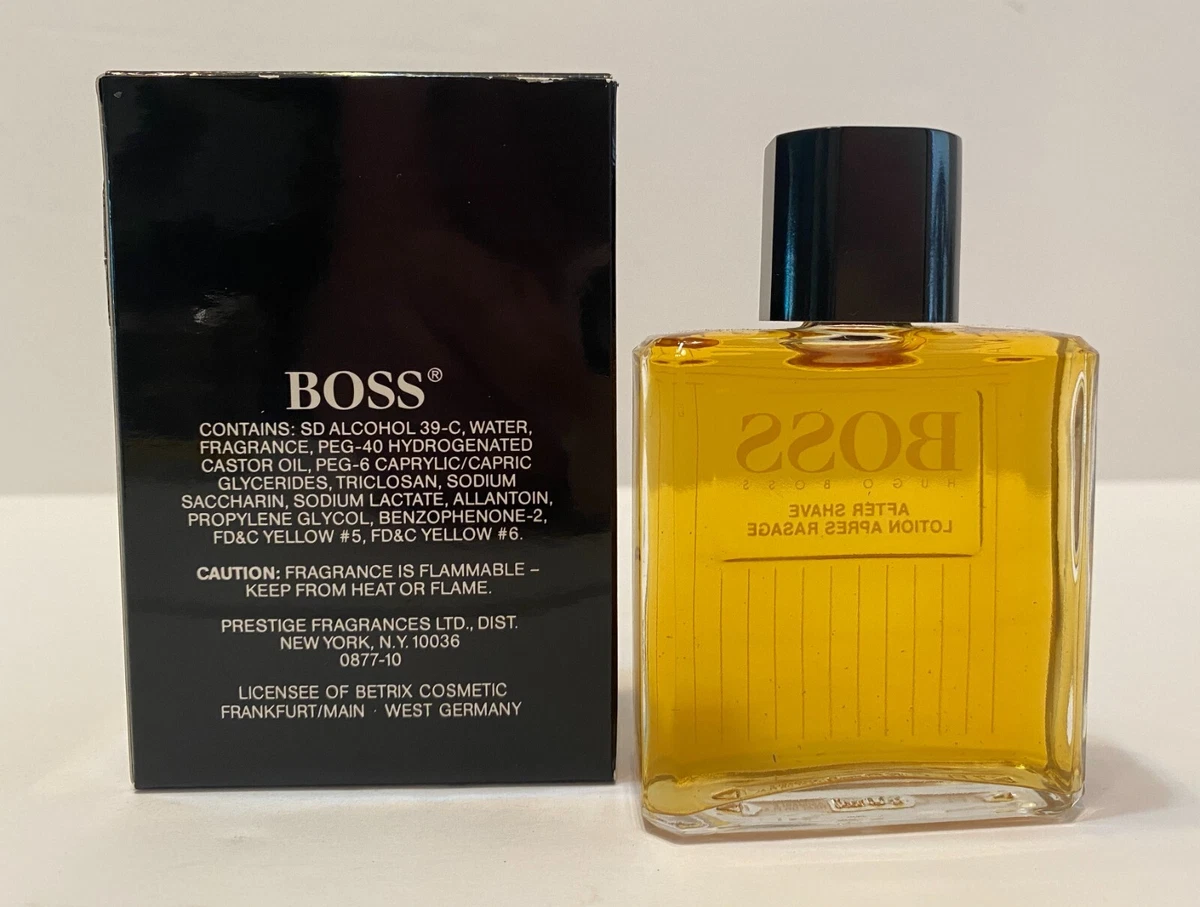 BOSS®
CONTAINS: SD ALCOHOL 39-C, WATER,
FRAGRANCE, PEG-40 HYDROGENATED
CASTOR OIL, PEG-6 CAPRYLIC/CAPRIC
GLYCERIDES, TRICLOSAN, SODIUM
SACCHARIN, SODIUM LACTATE, ALLANTOIN,
PROPYLENE GLYCOL, BENZOPHENONE-2,
FD&C YELLOW #5, FD&C YELLOW #6.
CAUTION: FRAGRANCE IS FLAMMABLE –
KEEP FROM HEAT OR FLAME.
PRESTIGE FRAGRANCES LTD., DIST.
NEW YORK, N.Y. 10036
0877-10
LICENSEE OF BETRIX COSMETIC
FRANKFURT/MAIN · WEST GERMANY
BOSS
HUGO BOSS
AFTER SHAVE
LOTION APRES RASAGE